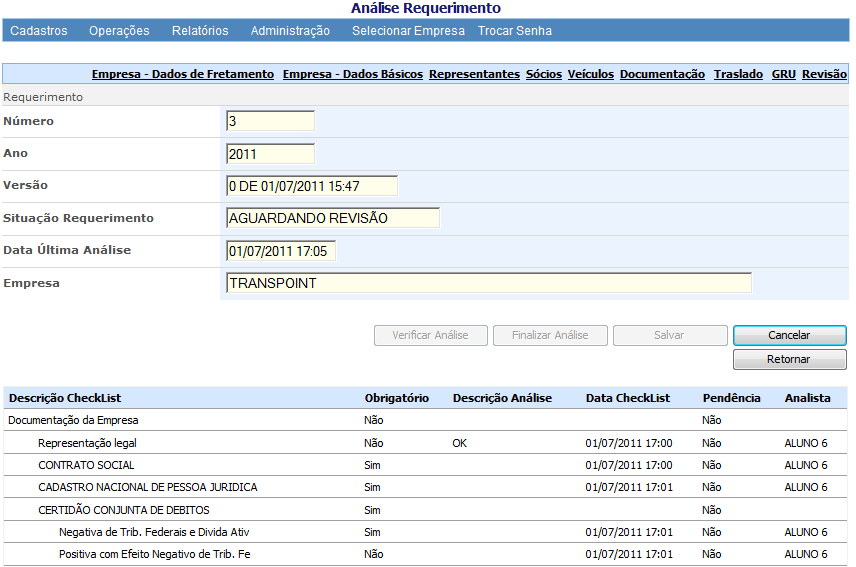 Análise Requerimento
Cadastros Operações Relatórios Administração Selecionar Empresa Trocar Senha
Empresa - Dados de Fretamento Empresa - Dados Básicos Representantes Sócios Veículos Documentação Traslado GRU Revisão
Requerimento
Número 3
Ano 2011
Versão 0 DE 01/07/2011 15:47
Situação Requerimento AGUARDANDO REVISÃO
Data Última Análise 01/07/2011 17:05
Empresa TRANSPOINT
Verificar Análise Finalizar Análise Salvar Cancelar
Retornar
Descrição CheckList Obrigatório Descrição Análise Data CheckList Pendência Analista
Documentação da Empresa Não Não
Representação legal Não OK 01/07/2011 17:00 Não ALUNO 6
CONTRATO SOCIAL Sim 01/07/2011 17:00 Não ALUNO 6
CADASTRO NACIONAL DE PESSOA JURIDICA Sim 01/07/2011 17:01 Não ALUNO 6
CERTIDÃO CONJUNTA DE DEBITOS Sim Não
Negativa de Trib. Federais e Divida Ativ Sim 01/07/2011 17:01 Não ALUNO 6
Positiva com Efeito Negativo de Trib. Fe Não 01/07/2011 17:01 Não ALUNO 6